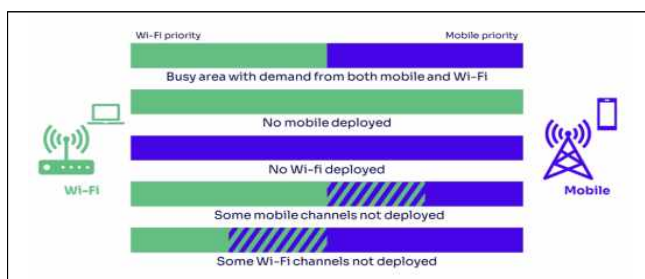 Wi-Fi priority
Mobile priority
Busy area with demand from both mobile and Wi-Fi
No mobile deployed
No Wi-fi deployed
Wi-Fi
Mobile
Some mobile channels not deployed
Some Wi-Fi channels not deployed